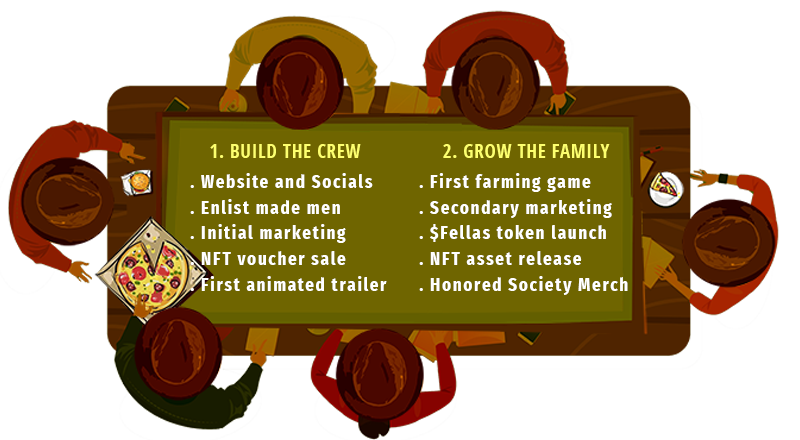 1. BUILD THE CREW
. Website and Socials
. Enlist made men
. Initial marketing
. NFT voucher sale
. First animated trailer
2. GROW THE FAMILY
. First farming game
. Secondary marketing
. $Fellas token launch
. NFT asset release
. Honored Society Merch